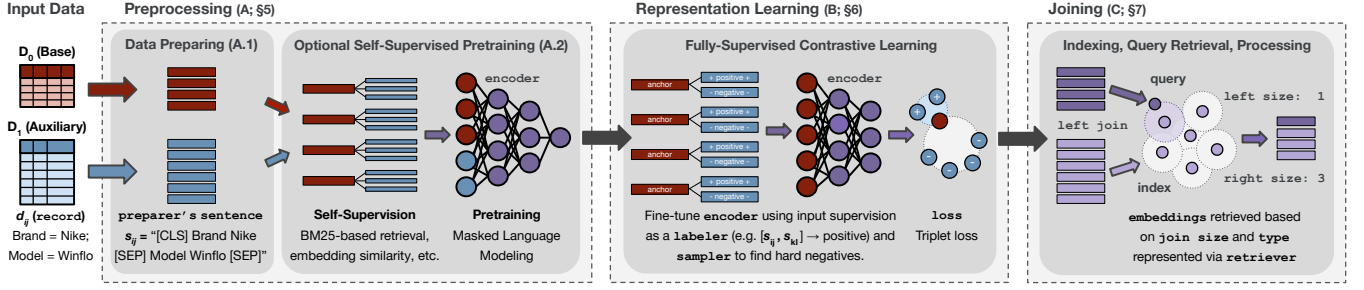 Input Data
D0 (Base)
D1 (Auxiliary)
dij (record)
Brand = Nike;
Model = Winflo
Preprocessing (A; §5)
Data Preparing (A.1)
preparer's sentence
sij = “[CLS] Brand Nike
[SEP] Model Winflo [SEP]”
Optional Self-Supervised Pretraining (A.2)
encoder
Self-Supervision
BM25-based retrieval,
embedding similarity, etc.
Pretraining
Masked Language
Modeling
Representation Learning (B; §6)
Fully-Supervised Contrastive Learning
anchor
+ positive +
- negative -
anchor
+ positive +
- negative -
anchor
+ positive +
- negative -
anchor
+ positive +
- negative -
encoder
+
+
-
-
-
-
Fine-tune encoder using input supervision
as a labeler (e.g. [sij, skl] → positive) and
sampler to find hard negatives.
loss
Triplet loss
Joining (C; §7)
Indexing, Query Retrieval, Processing
query
left size: 1
left join
right size: 3
index
embeddings retrieved based
on join size and type
represented via retriever